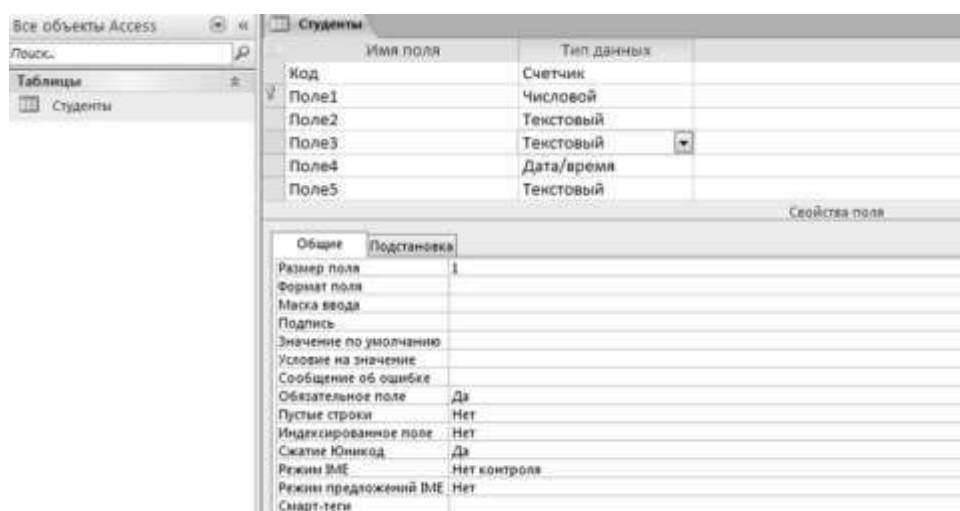 Все объекты Access «
Поиск...
Таблицы
Студенты
Студенты
Имя поля Тип данных
Код Счетчик
Поле1 Числовой
Поле2 Текстовый
Поле3 Текстовый
Поле4 Дата/время
Поле5 Текстовый
Свойства поля
Общие Подстановка
Размер поля 1
Формат поля
Маска ввода
Подпись
Значение по умолчанию
Условие на значение
Сообщение об ошибке
Обязательное поле Да
Пустые строки Нет
Индексированное поле Нет
Сжатие Юникод Да
Режим IME Нет контроля
Режим предложений IME Нет
Смарт-теги